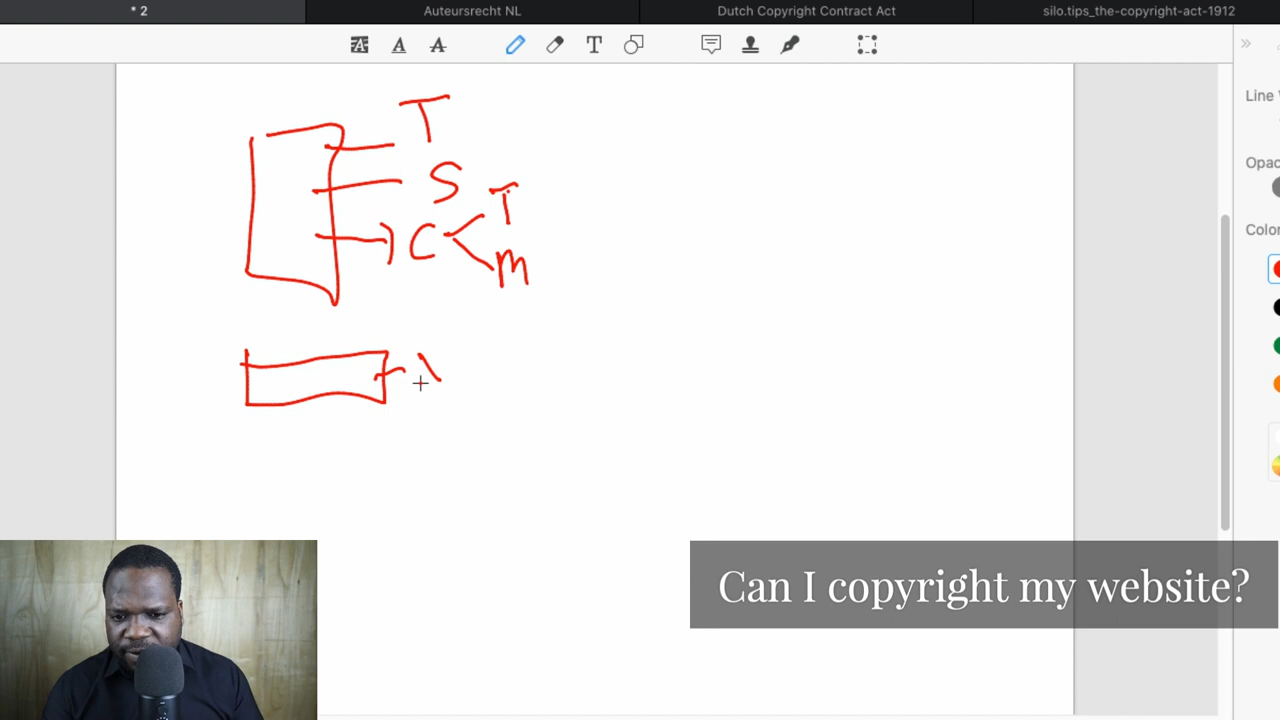 * 2
Auteursrecht NL
Dutch Copyright Contract Act
silo.tips_the-copyright-act-1912
A A A T
Line
Opac
Color
T
S
T
C
m
Can I copyright my website?